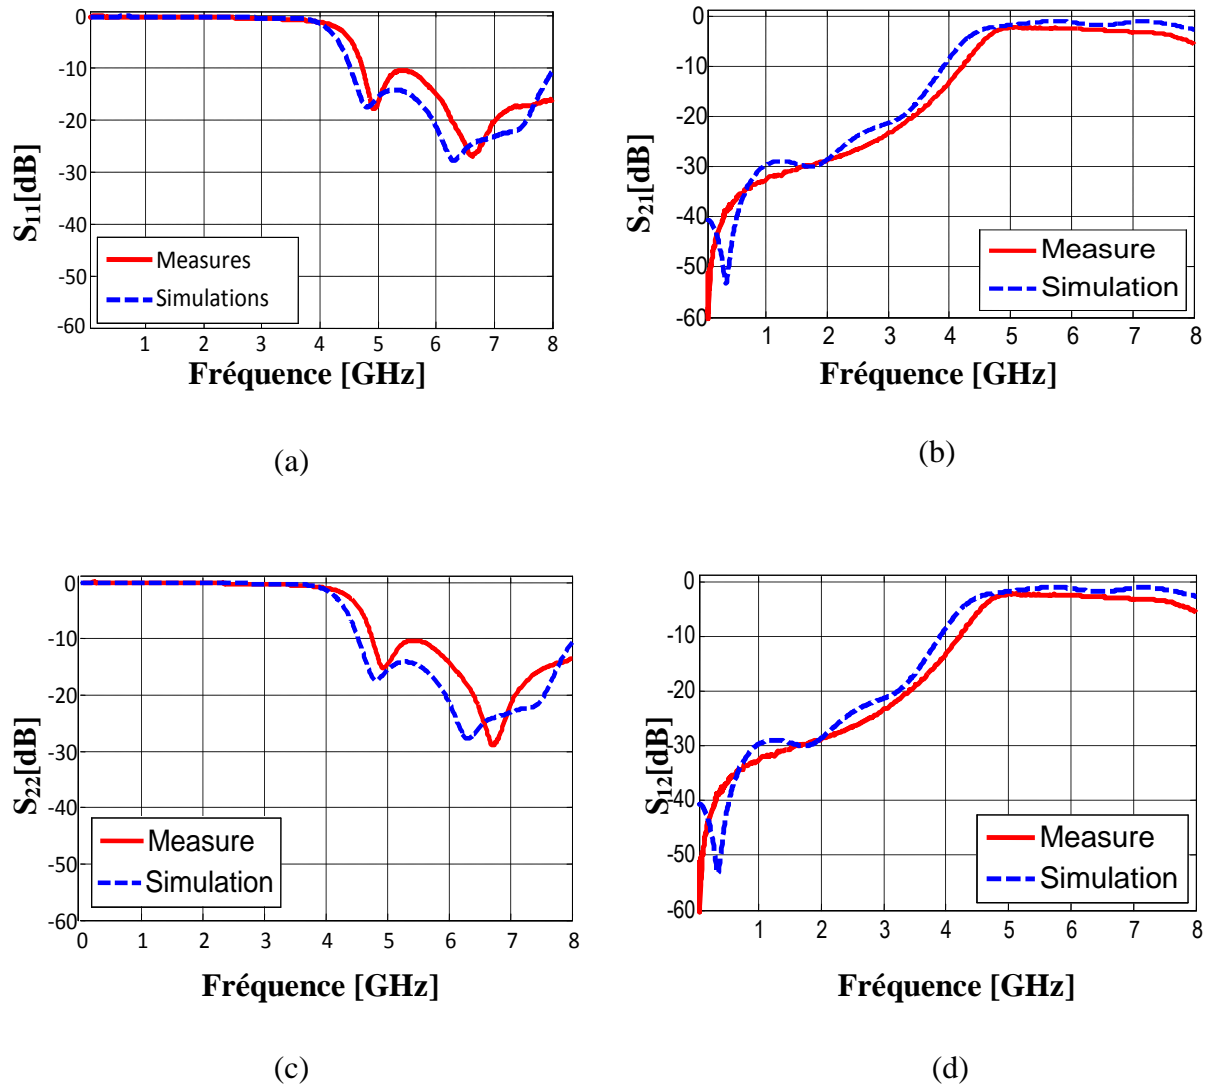 0
-10
-20
-30
-40
-50
-60
S11[dB]
Measures
Simulations
1 2 3 4 5 6 7 8
Fréquence [GHz]
(a)
0
-10
-20
-30
-40
-50
-60
S21[dB]
Measure
Simulation
1 2 3 4 5 6 7 8
Fréquence [GHz]
(b)
0
-10
-20
-30
-40
-50
-60
S22[dB]
Measure
Simulation
0 1 2 3 4 5 6 7 8
Fréquence [GHz]
(c)
0
-10
-20
-30
-40
-50
-60
S12[dB]
Measure
Simulation
1 2 3 4 5 6 7 8
Fréquence [GHz]
(d)